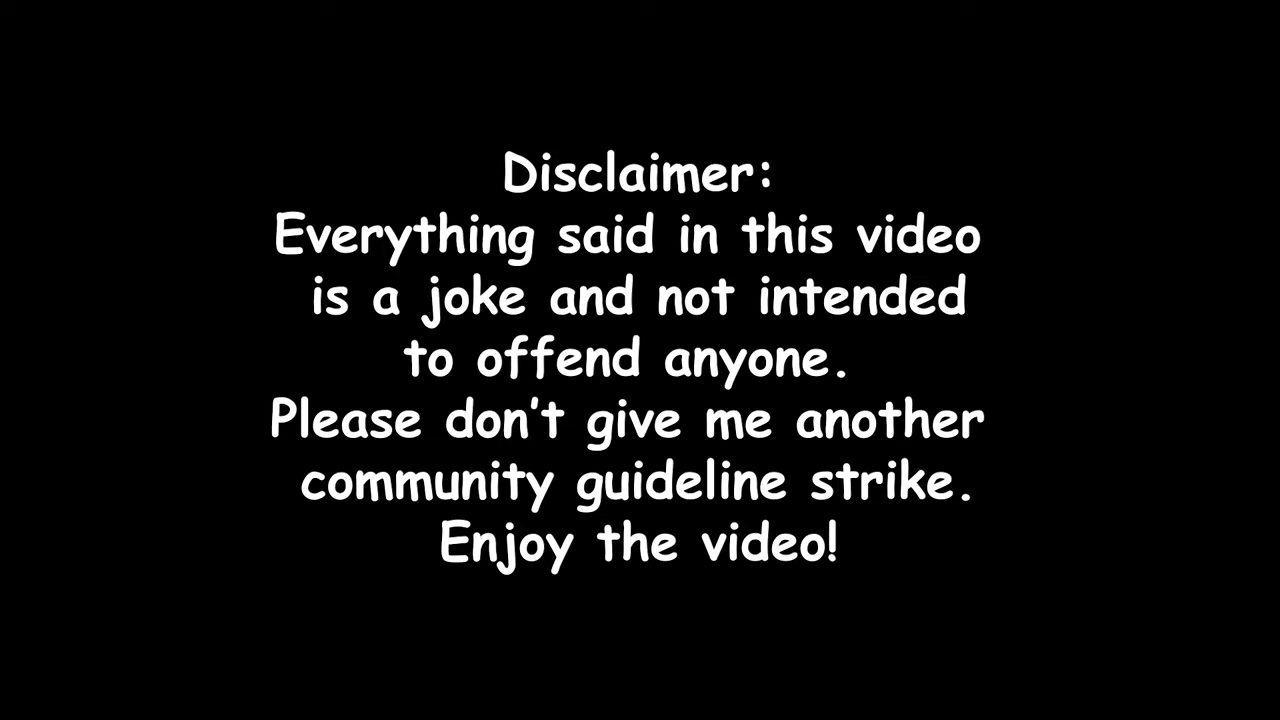 Disclaimer:
Everything said in this video
is a joke and not intended
to offend anyone.
Please don't give me another
community guideline strike.
Enjoy the video!